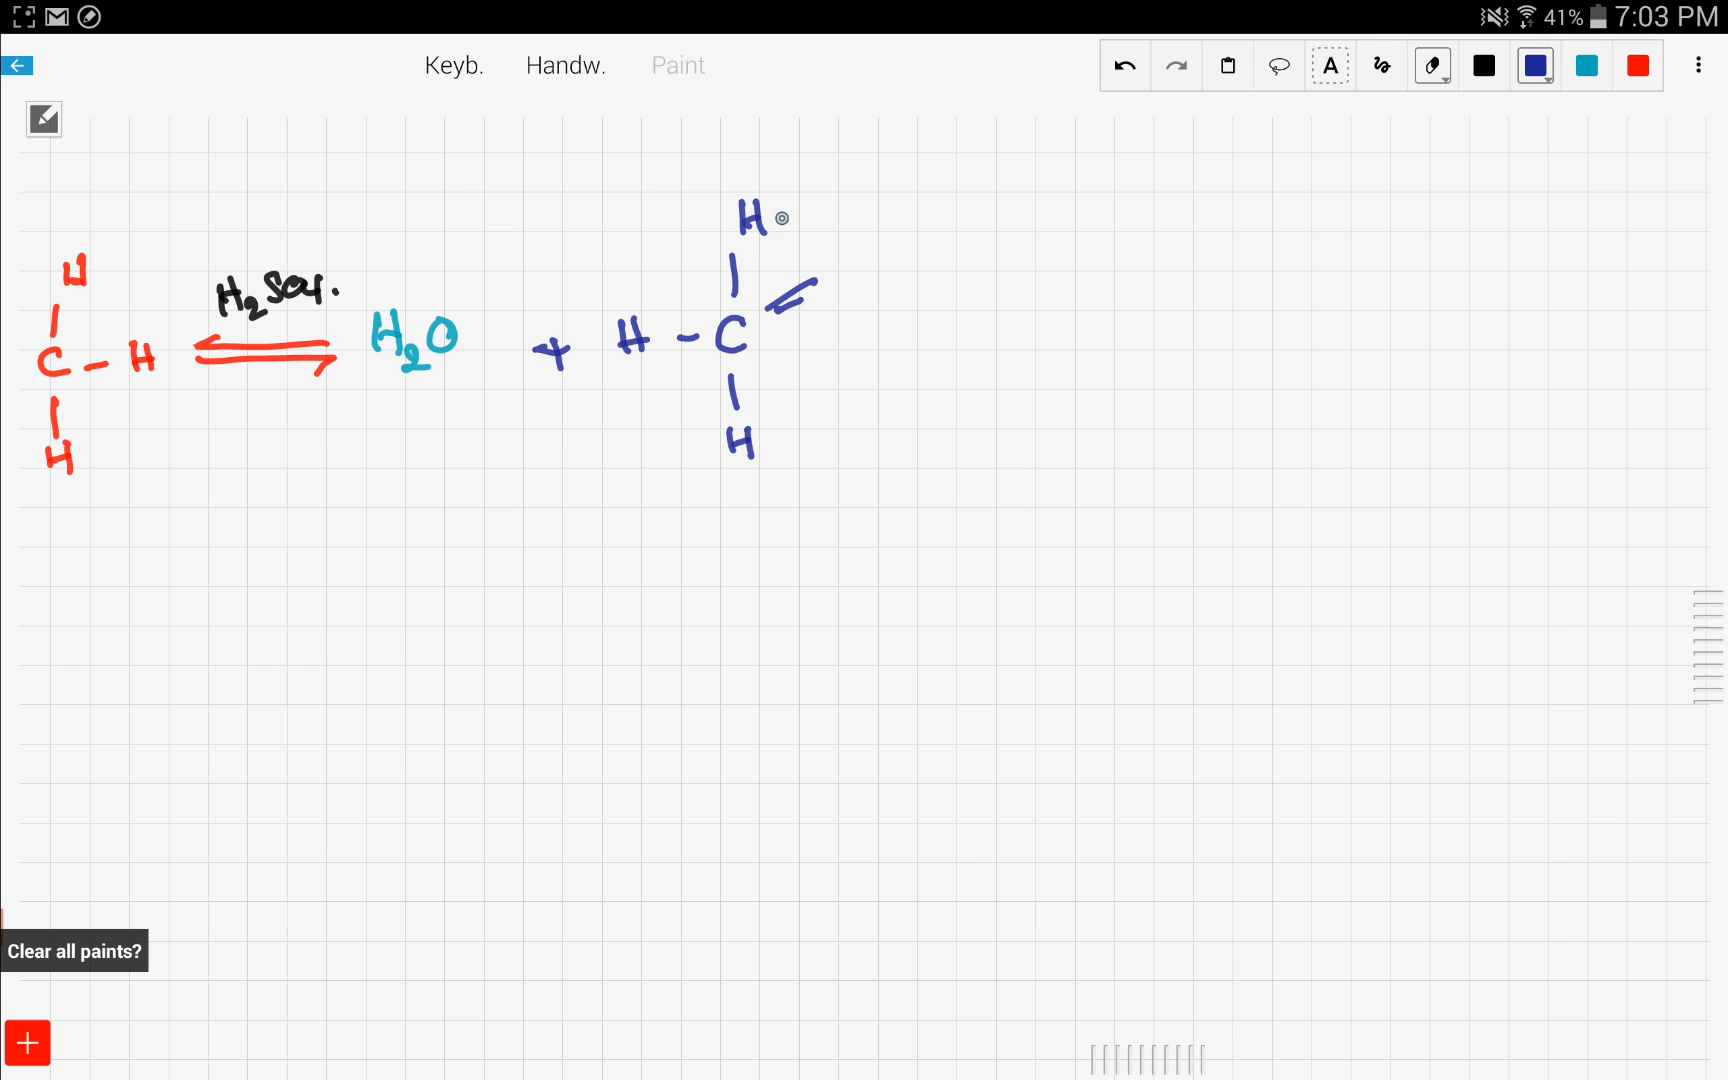 41% 7:03 PM
Keyb. Handw. Paint A
H
H H₂SO₄.
C - H H₂O + H - C
H H
Clear all paints?
+